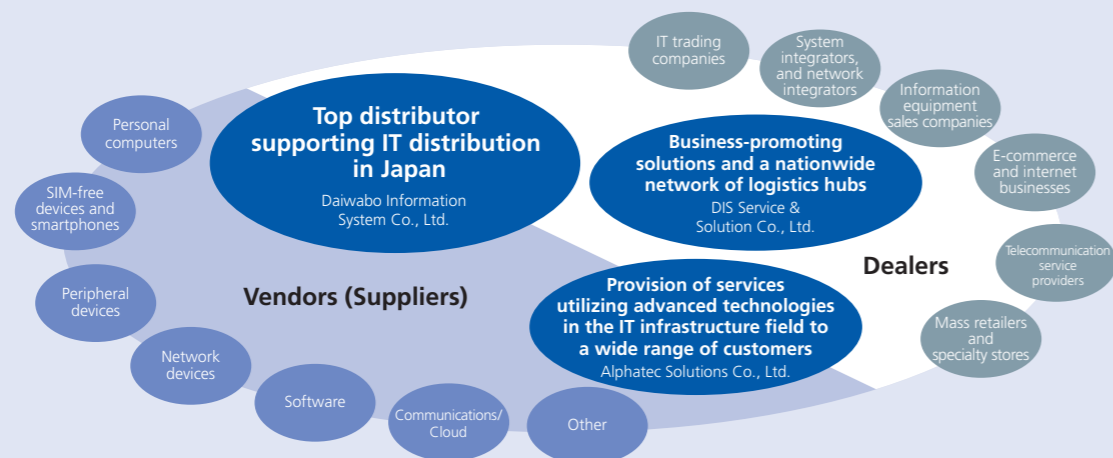 IT trading
companies
System
integrators,
and network
integrators
Information
equipment
sales companies
E-commerce
and internet
businesses
Telecommunication
service
providers
Mass retailers
and
specialty stores
Dealers
Top distributor
supporting IT distribution
in Japan
Daiwabo Information
System Co., Ltd.
Business-promoting
solutions and a nationwide
network of logistics hubs
DIS Service &
Solution Co., Ltd.
Provision of services
utilizing advanced technologies
in the IT infrastructure field to
a wide range of customers
Alphatec Solutions Co., Ltd.
Vendors (Suppliers)
Personal
computers
SIM-free
devices and
smartphones
Peripheral
devices
Network
devices
Software
Communications/
Cloud
Other